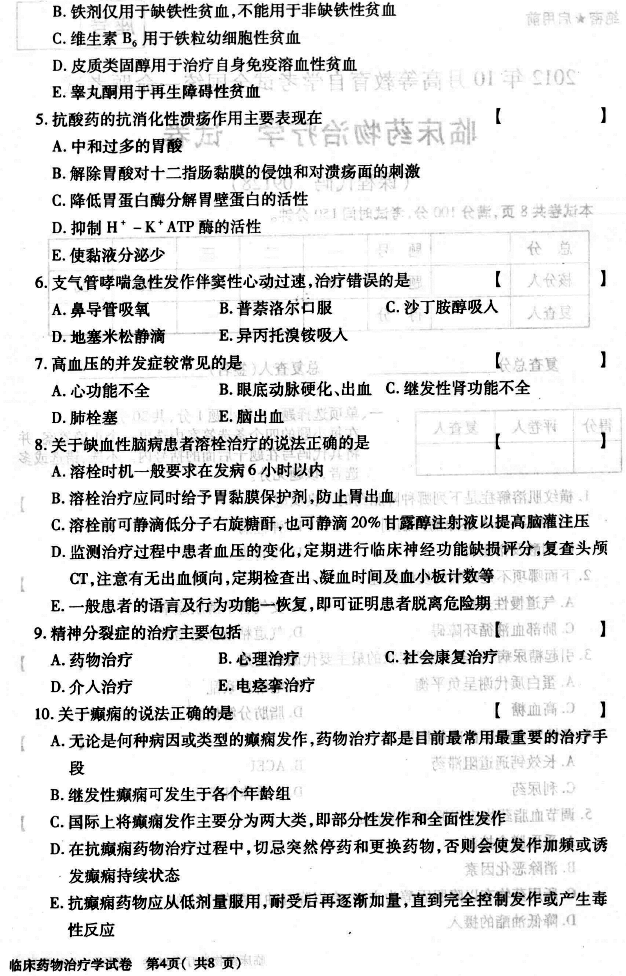 B. 铁剂仅用于缺铁性贫血,不能用于非缺铁性贫血
C. 维生素 B₆ 用于铁粒幼细胞性贫血
D. 皮质类固醇用于治疗自身免疫溶血性贫血
E. 睾丸酮用于再生障碍性贫血
5. 抗酸药的抗消化性溃疡作用主要表现在 【 】
A. 中和过多的胃酸
B. 解除胃酸对十二指肠黏膜的侵蚀和对溃疡面的刺激
C. 降低胃蛋白酶分解胃壁蛋白的活性
D. 抑制 H⁺ －K⁺ ATP 酶的活性
E. 使黏液分泌少
6. 支气管哮喘急性发作伴窦性心动过速,治疗错误的是 【 】
A. 鼻导管吸氧 B. 普萘洛尔口服 C. 沙丁胺醇吸入
D. 地塞米松静滴 E. 异丙托溴铵吸入
7. 高血压的并发症较常见的是 【 】
A. 心功能不全 B. 眼底动脉硬化、出血 C. 继发性肾功能不全
D. 肺栓塞 E. 脑出血
8. 关于缺血性脑病患者溶栓治疗的说法正确的是 【 】
A. 溶栓时机一般要求在发病 6 小时以内
B. 溶栓治疗应同时给予胃黏膜保护剂,防止胃出血
C. 溶栓前可静滴低分子右旋糖酐,也可静滴 20% 甘露醇注射液以提高脑灌注压
D. 监测治疗过程中患者血压的变化,定期进行临床神经功能缺损评分,复查头颅
CT,注意有无出血倾向,定期检查出、凝血时间及血小板计数等
E. 一般患者的语言及行为功能一恢复,即可证明患者脱离危险期
9. 精神分裂症的治疗主要包括 【 】
A. 药物治疗 B. 心理治疗 C. 社会康复治疗
D. 介入治疗 E. 电痉挛治疗
10. 关于癫痫的说法正确的是 【 】
A. 无论是何种病因或类型的癫痫发作,药物治疗都是目前最常用最重要的治疗手
段
B. 继发性癫痫可发生于各个年龄组
C. 国际上将癫痫发作主要分为两大类,即部分性发作和全面性发作
D. 在抗癫痫药物治疗过程中,切忌突然停药和更换药物,否则会使发作加频或诱
发癫痫持续状态
E. 抗癫痫药物应从低剂量服用,耐受后再逐渐加量,直到完全控制发作或产生毒
性反应
临床药物治疗学试卷 第4页( 共8 页)